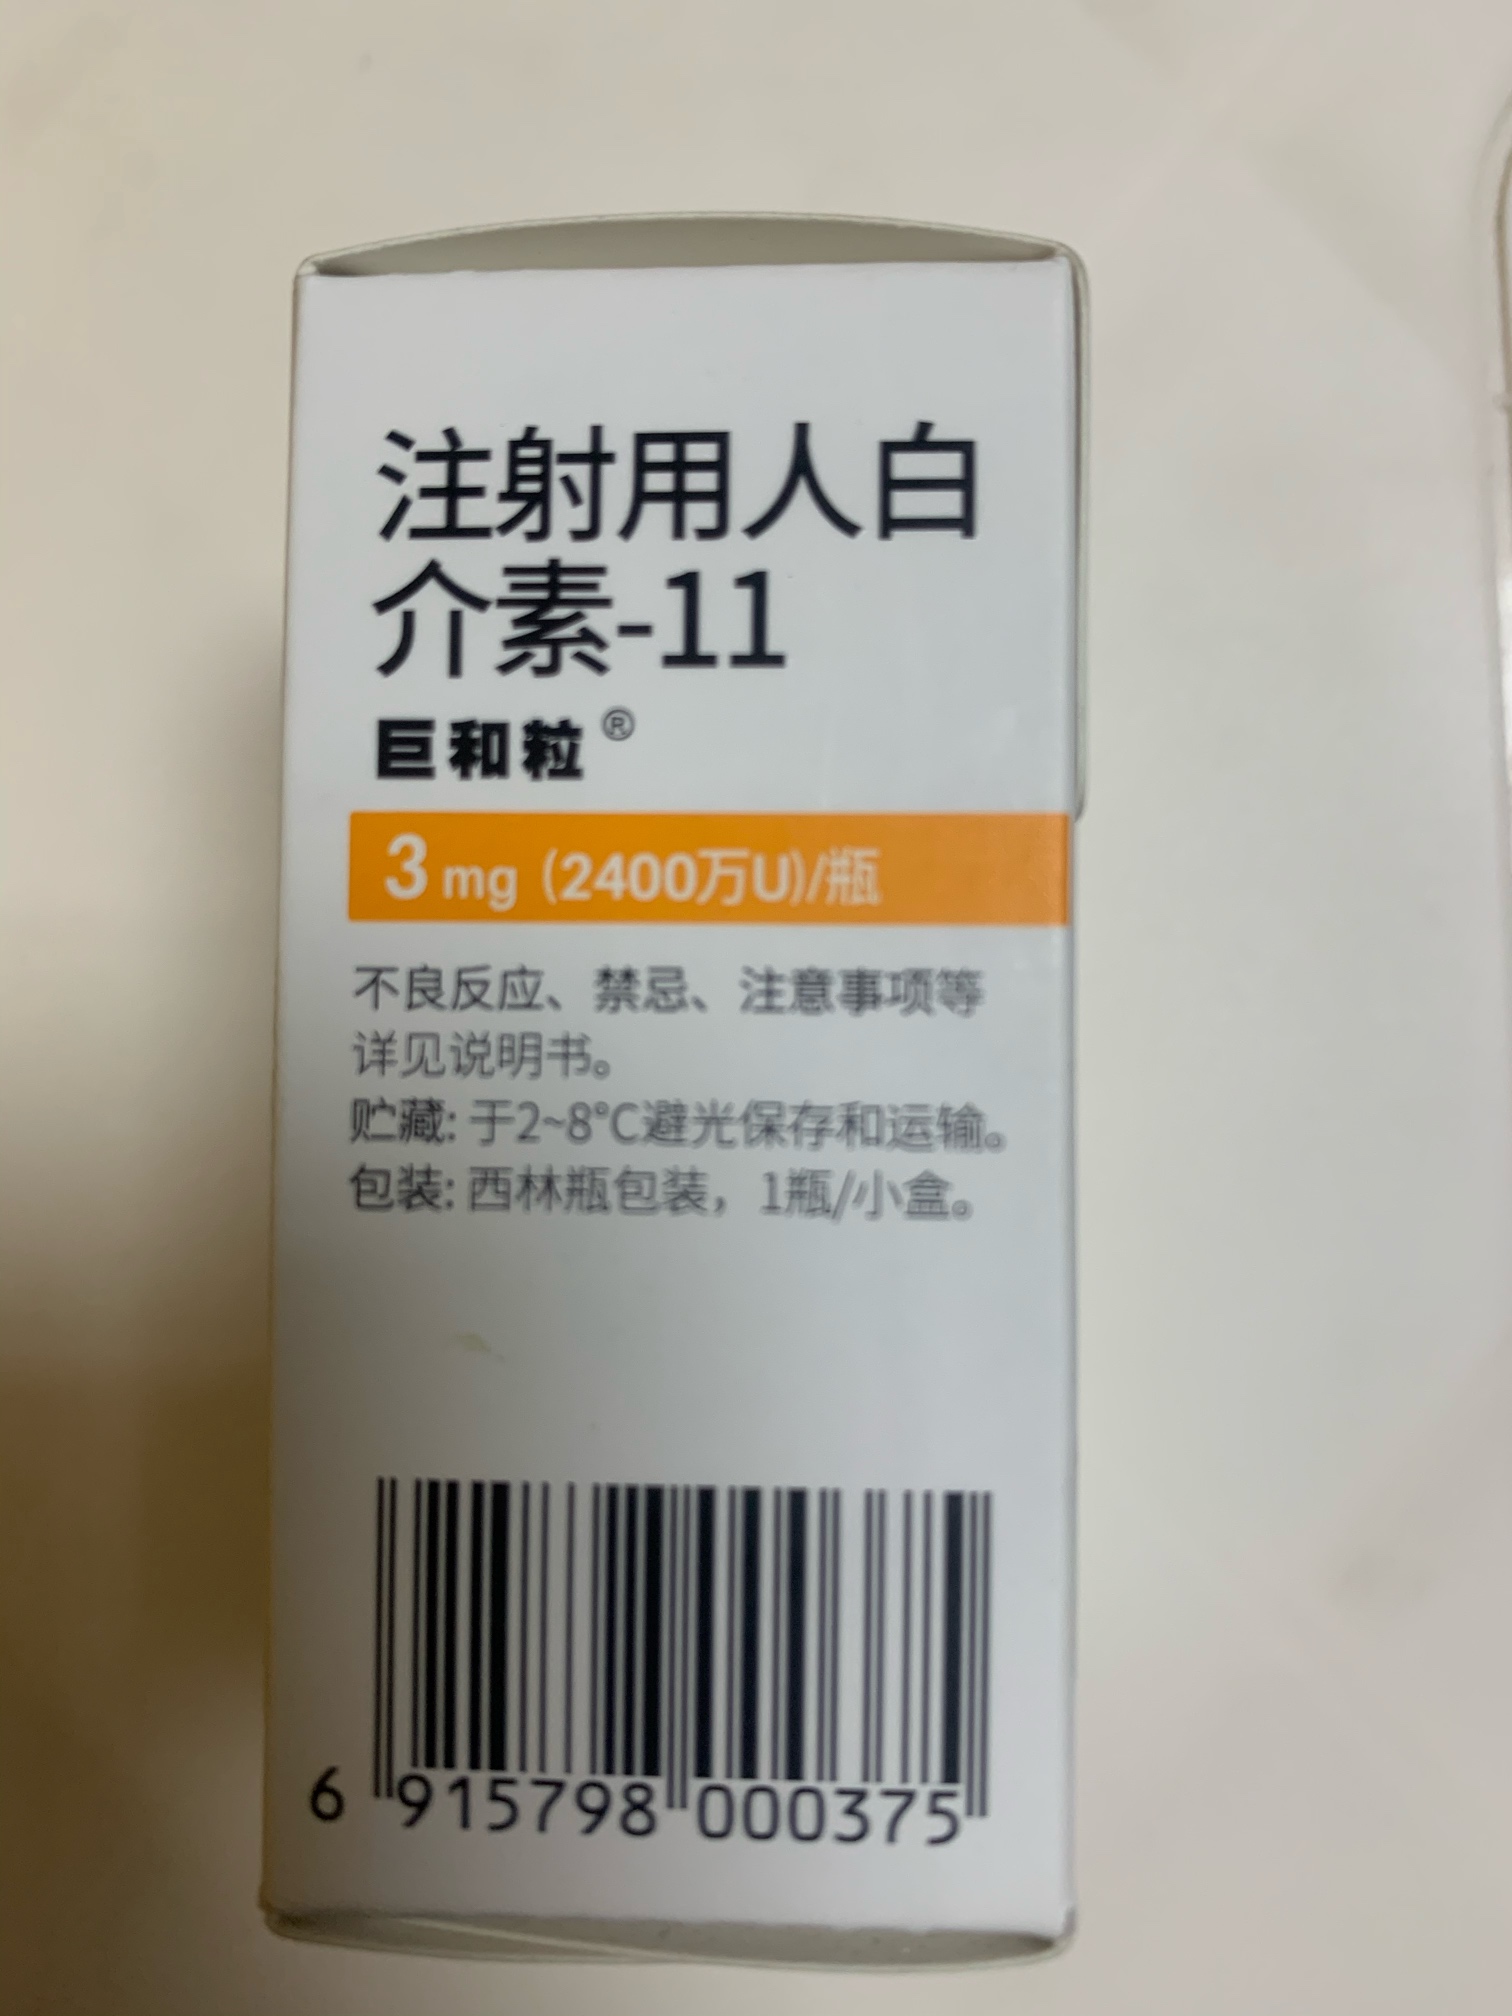 注射用人白
介素-11
巨和粒®
3 mg (2400万U)/瓶
不良反应、禁忌、注意事项等
详见说明书。
贮藏: 于2~8°C避光保存和运输。
包装: 西林瓶包装，1瓶/小盒。
6 915798 000375